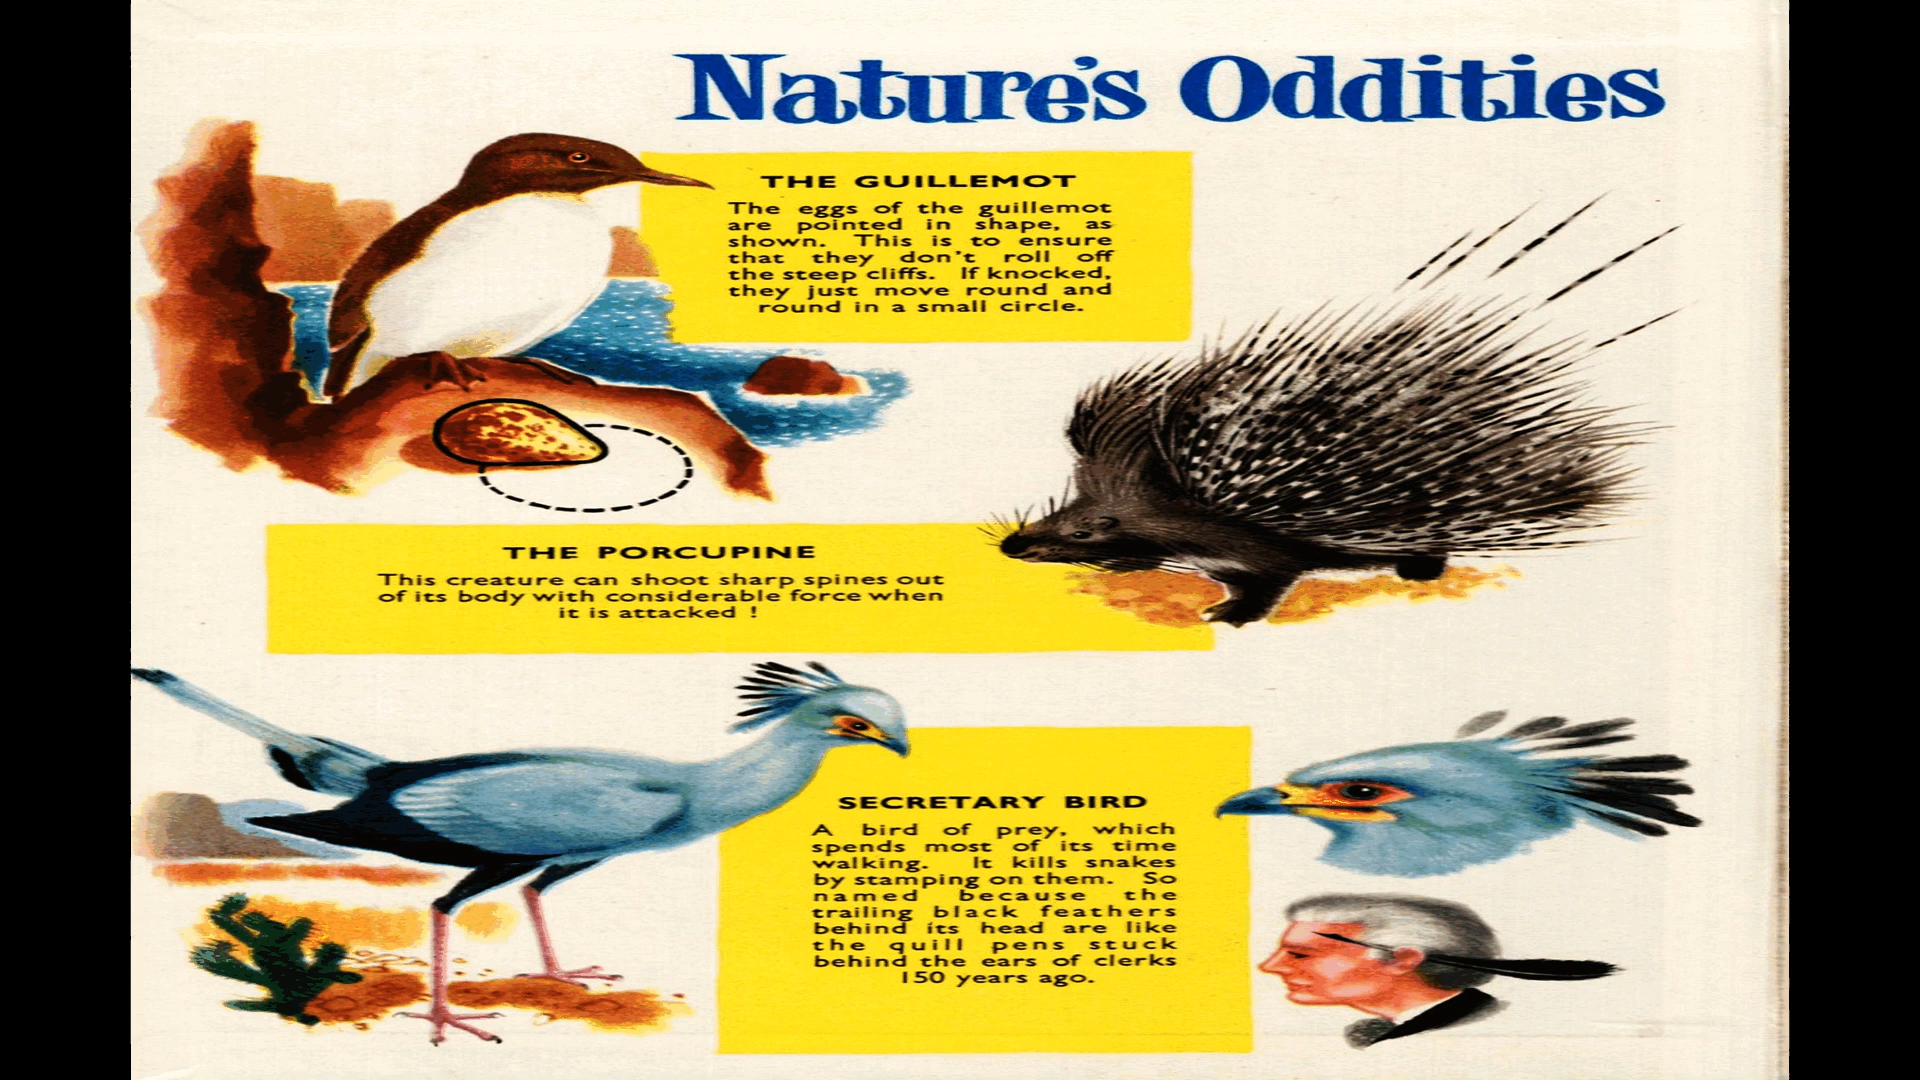 Nature's Oddities
THE GUILLEMOT
The eggs of the guillemot
are pointed in shape, as
shown. This is to ensure
that they don't roll off
the steep cliffs. If knocked,
they just move round and
round in a small circle.
THE PORCUPINE
This creature can shoot sharp spines out
of its body with considerable force when
it is attacked !
SECRETARY BIRD
A bird of prey, which
spends most of its time
walking. It kills snakes
by stamping on them. So
named because the
trailing black feathers
behind its head are like
the quill pens stuck
behind the ears of clerks
150 years ago.